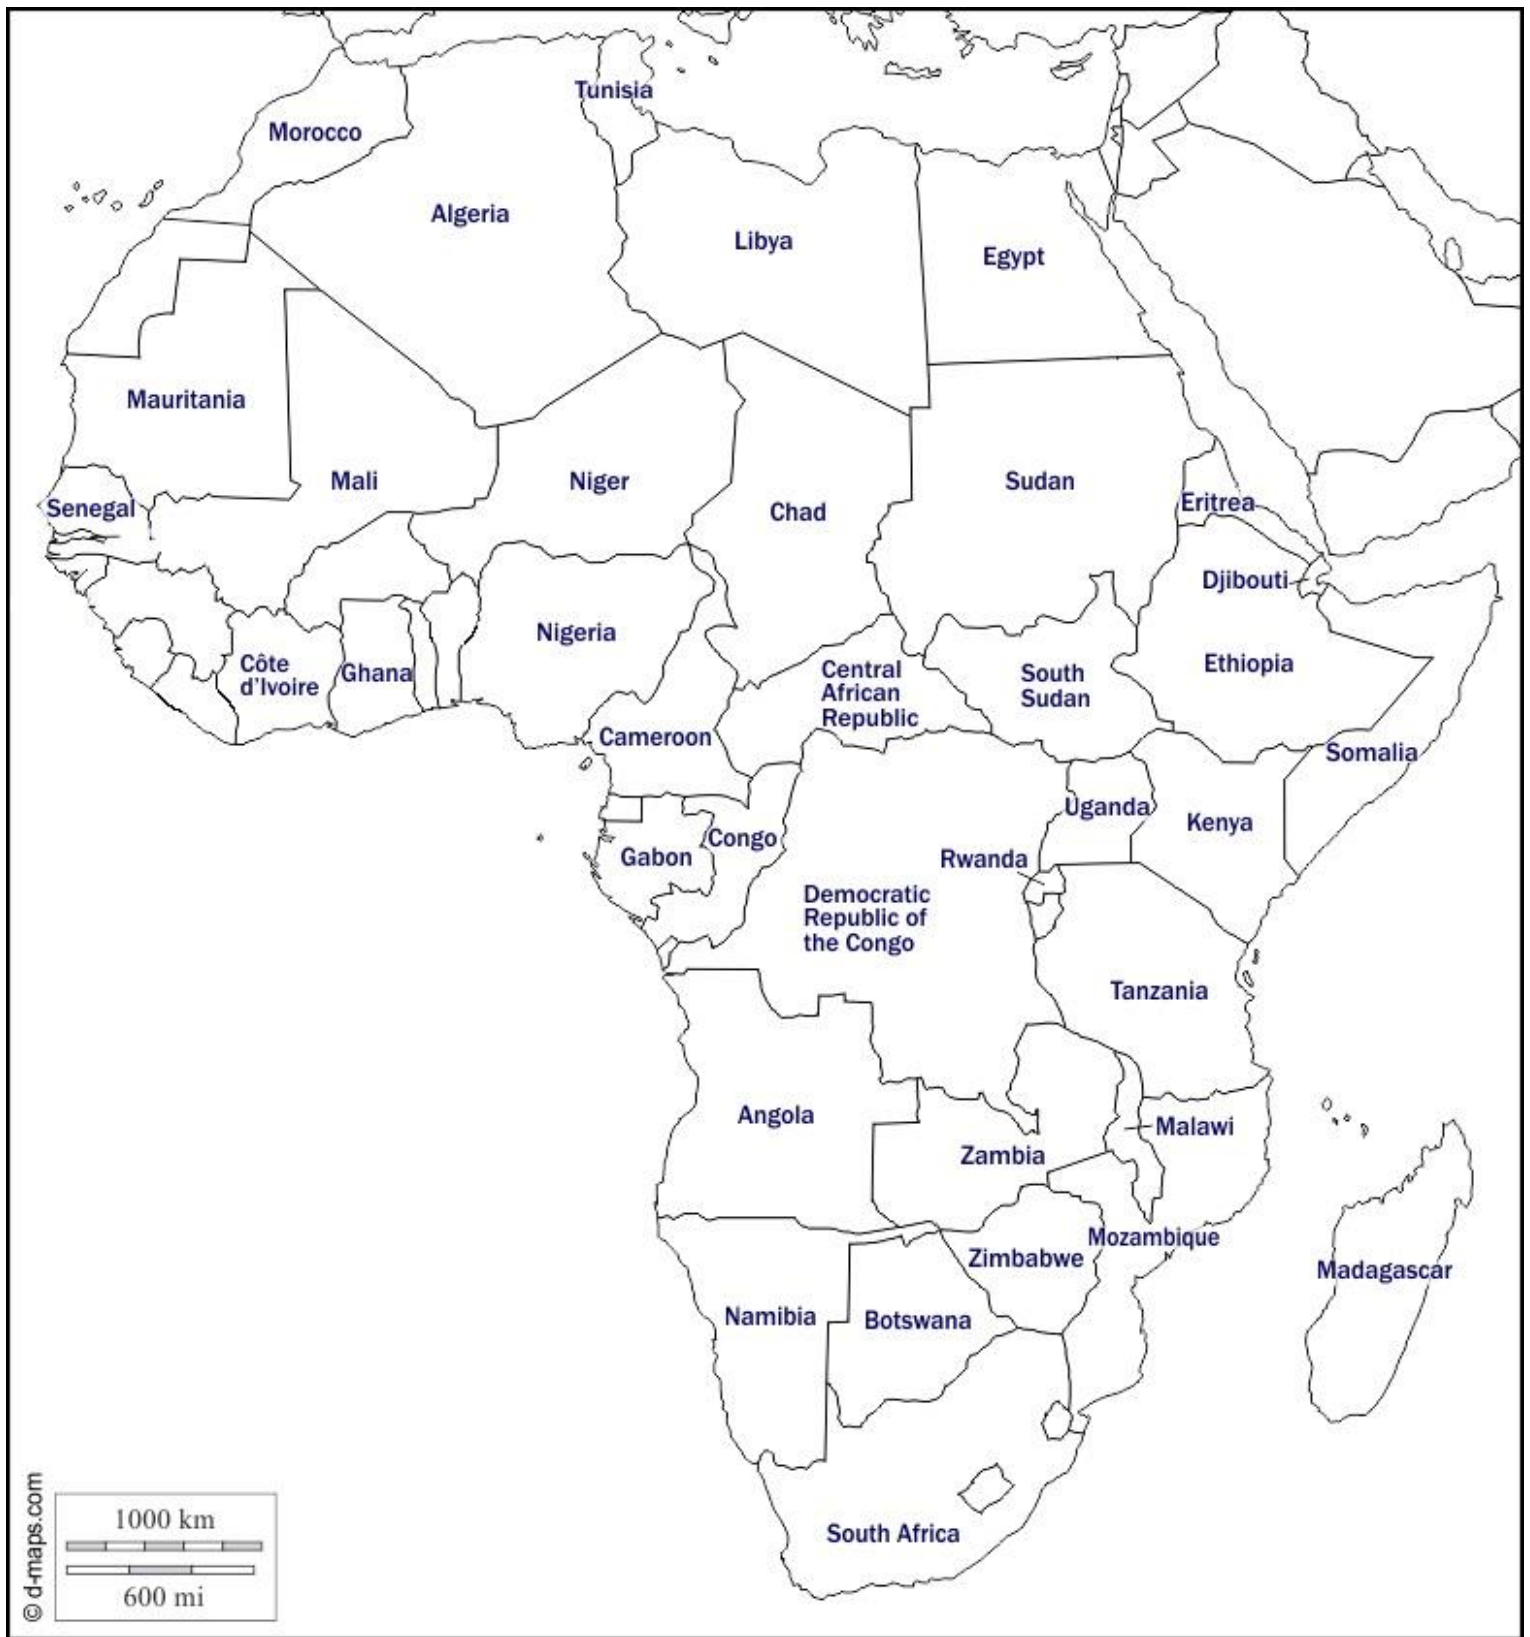 Tunisia
Morocco
Algeria
Libya
Egypt
Mauritania
Mali
Niger
Sudan
Senegal
Chad
Eritrea
Djibouti
Nigeria
Côte
d'Ivoire
Ghana
Central
African
Republic
South
Sudan
Ethiopia
Cameroon
Somalia
Uganda
Kenya
Congo
Gabon
Rwanda
Democratic
Republic of
the Congo
Tanzania
Angola
Malawi
Zambia
Mozambique
Zimbabwe
Madagascar
Namibia
Botswana
South Africa
1000 km
600 mi
© d-maps.com